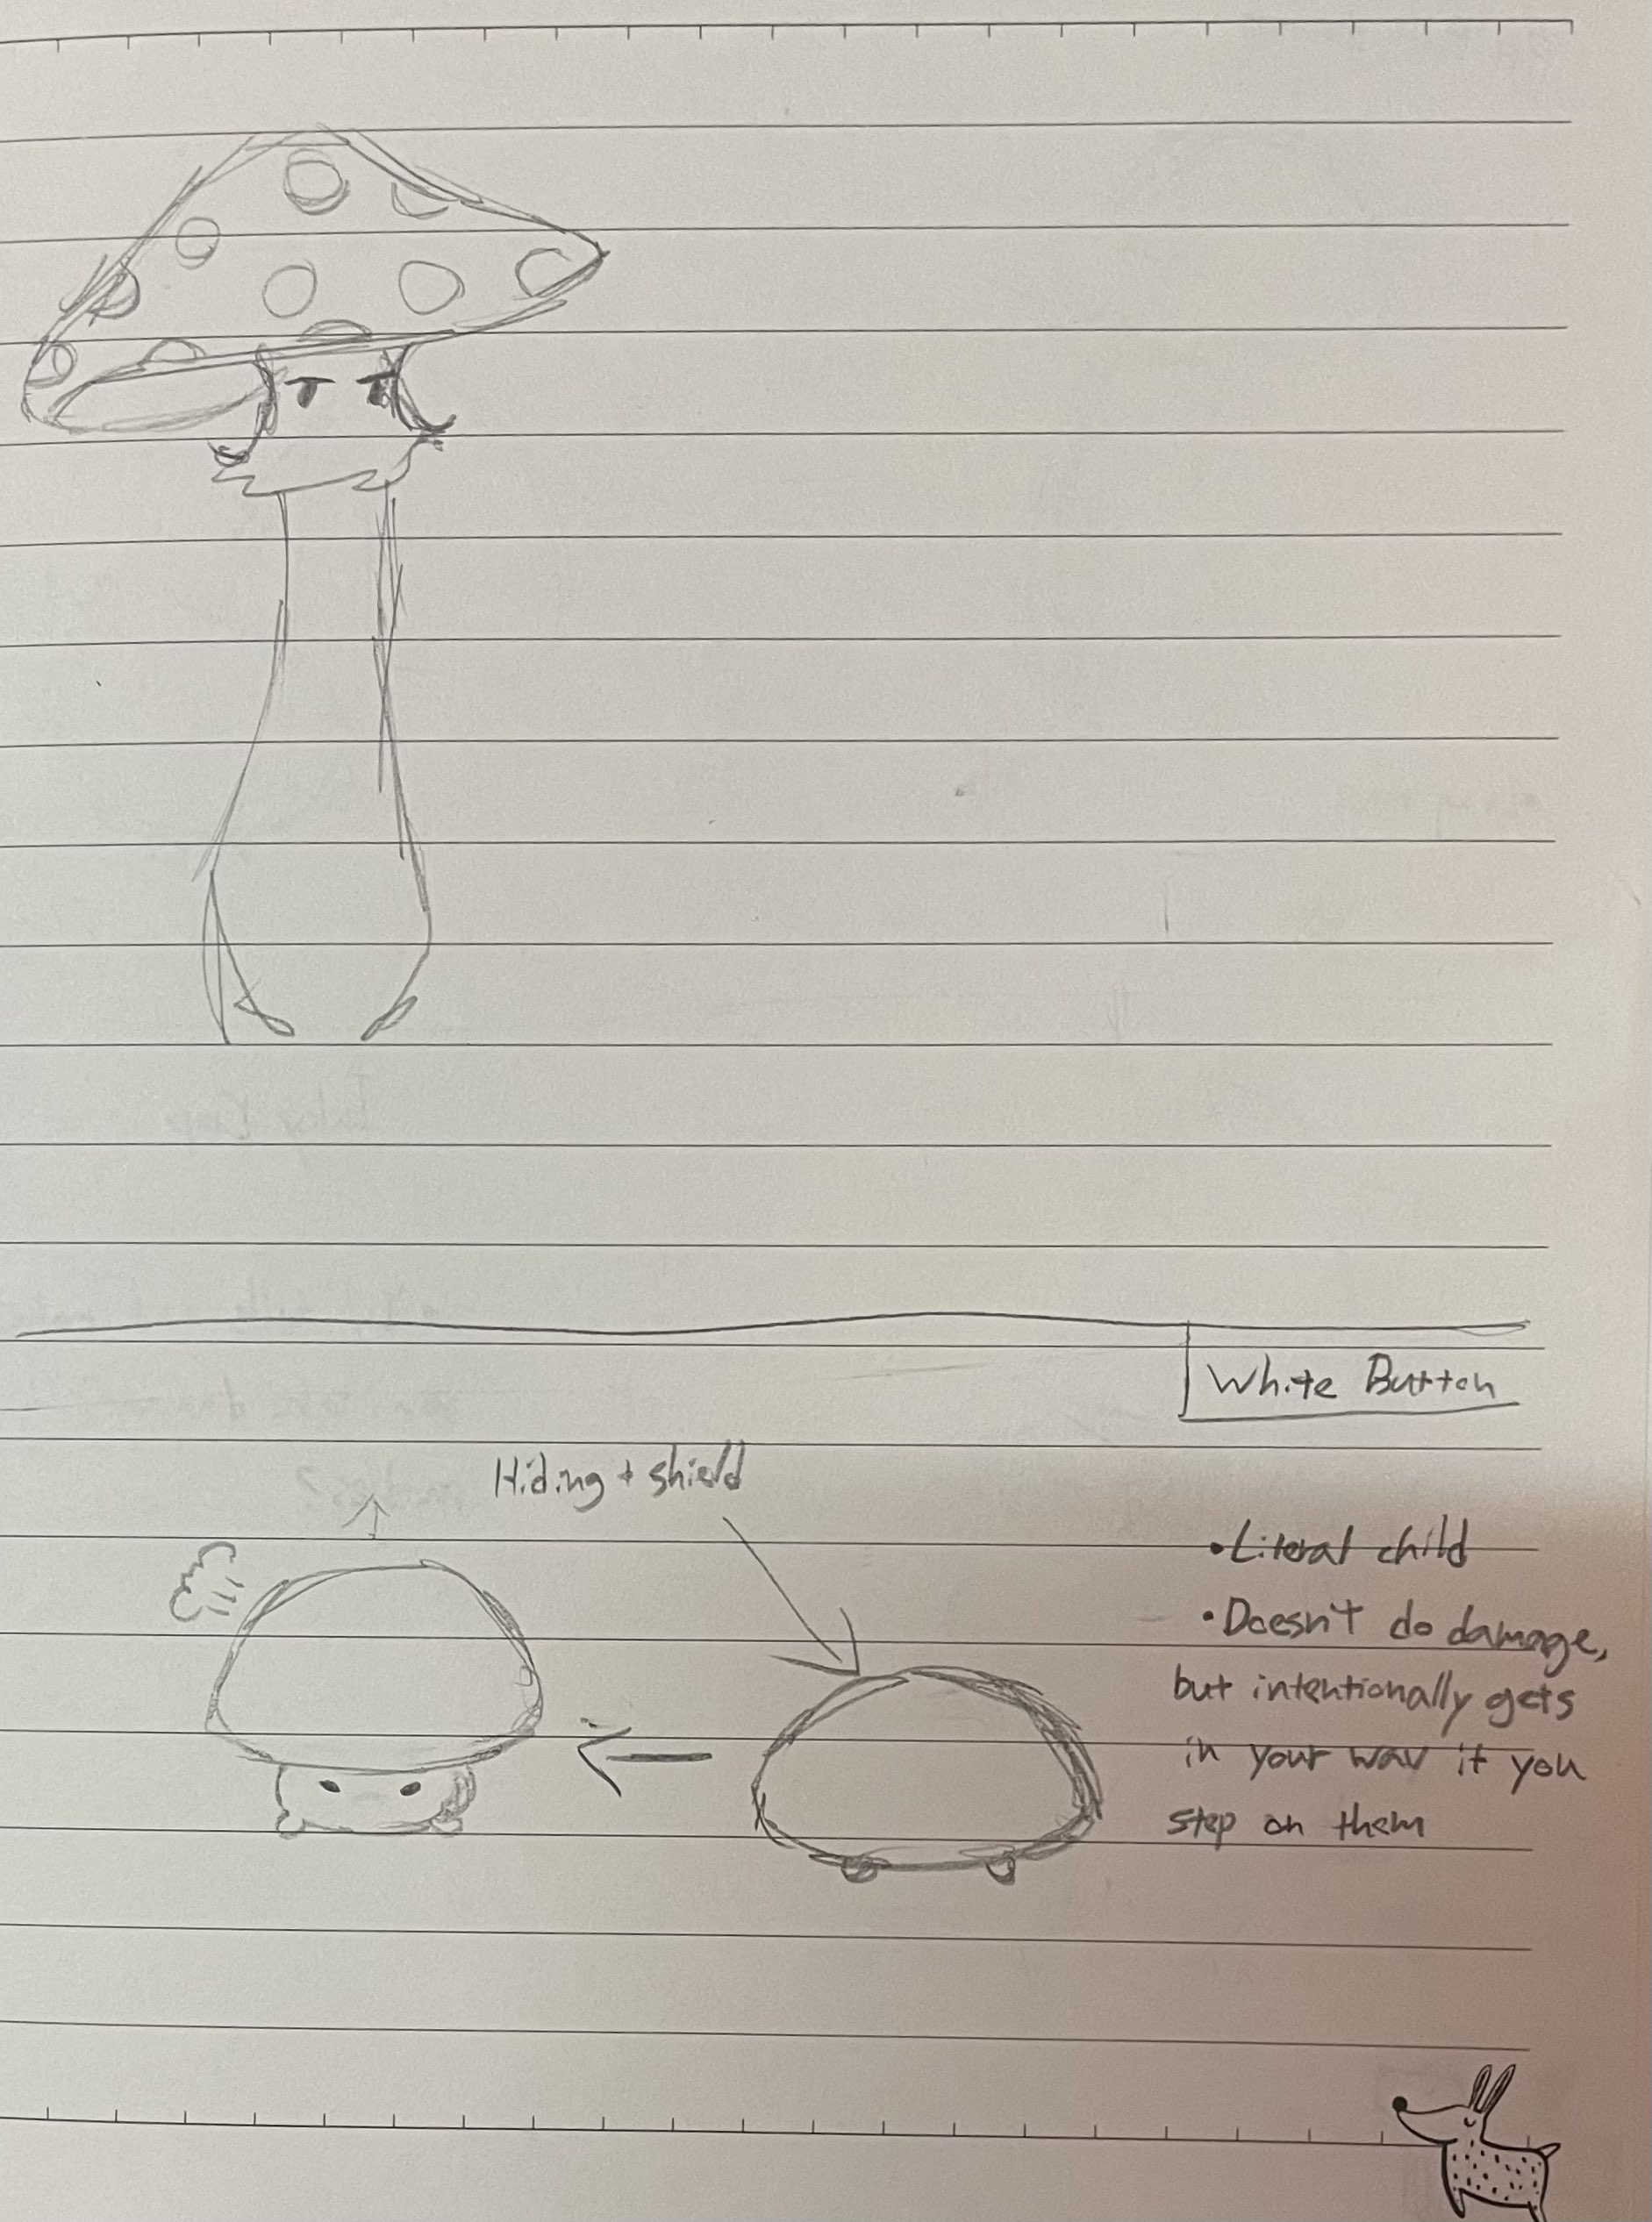 White Button
Hiding + shield
• Literal child
• Doesn't do damage,
but intentionally gets
in your way if you
step on them